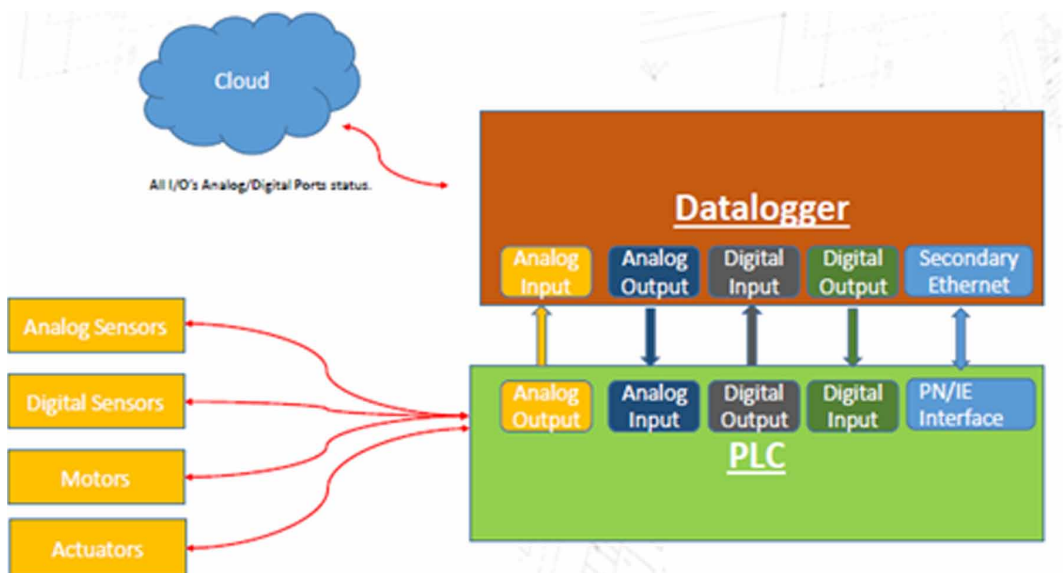 Cloud
All I/O's Analog/Digital Ports status.
Datalogger
Analog
Input
Analog
Output
Digital
Input
Digital
Output
Secondary
Ethernet
Analog Sensors
Digital Sensors
Motors
Actuators
Analog
Output
Analog
Input
Digital
Output
Digital
Input
PN/IE
Interface
PLC